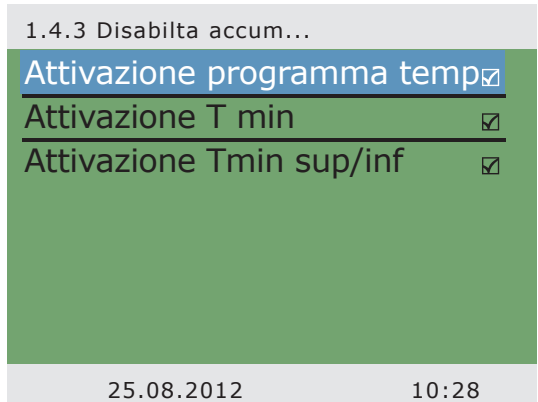 1.4.3 Disabilta accum...
Attivazione programma temp
Attivazione T min
Attivazione Tmin sup/inf
25.08.2012 10:28